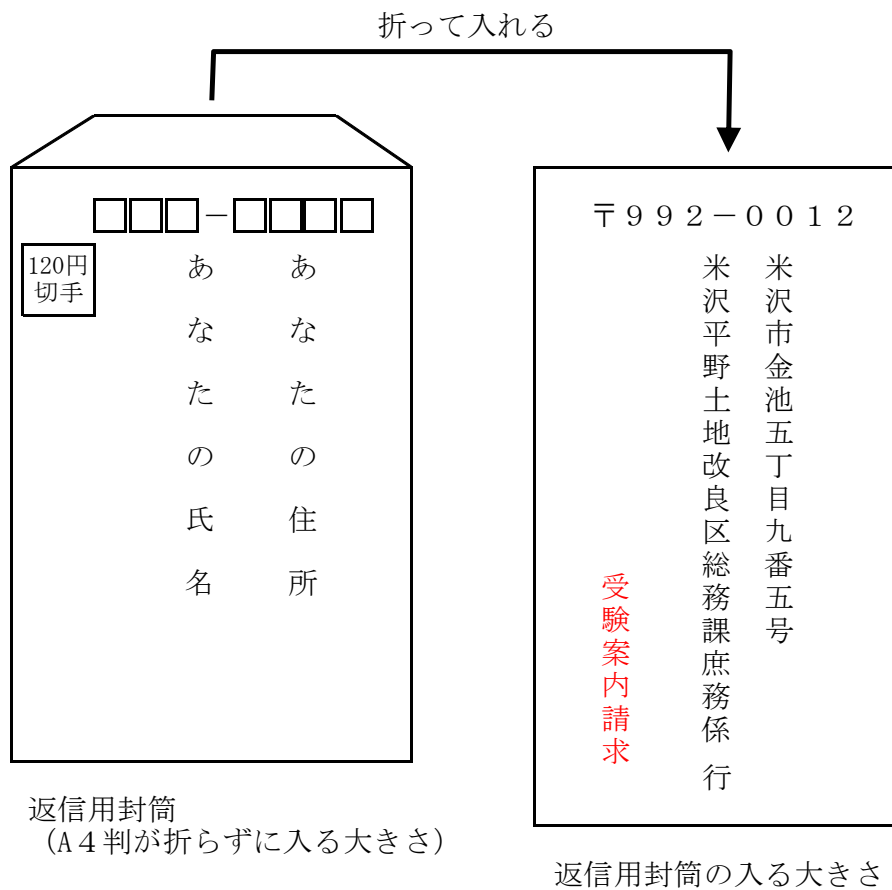 折って入れる
□□□－□□□□
120円
切手
あなたの住所
あなたの氏名
返信用封筒
（A４判が折らずに入る大きさ）
〒９９２－００１２
米沢市金池五丁目九番五号
米沢平野土地改良区総務課庶務係 行
受験案内請求
返信用封筒の入る大きさ